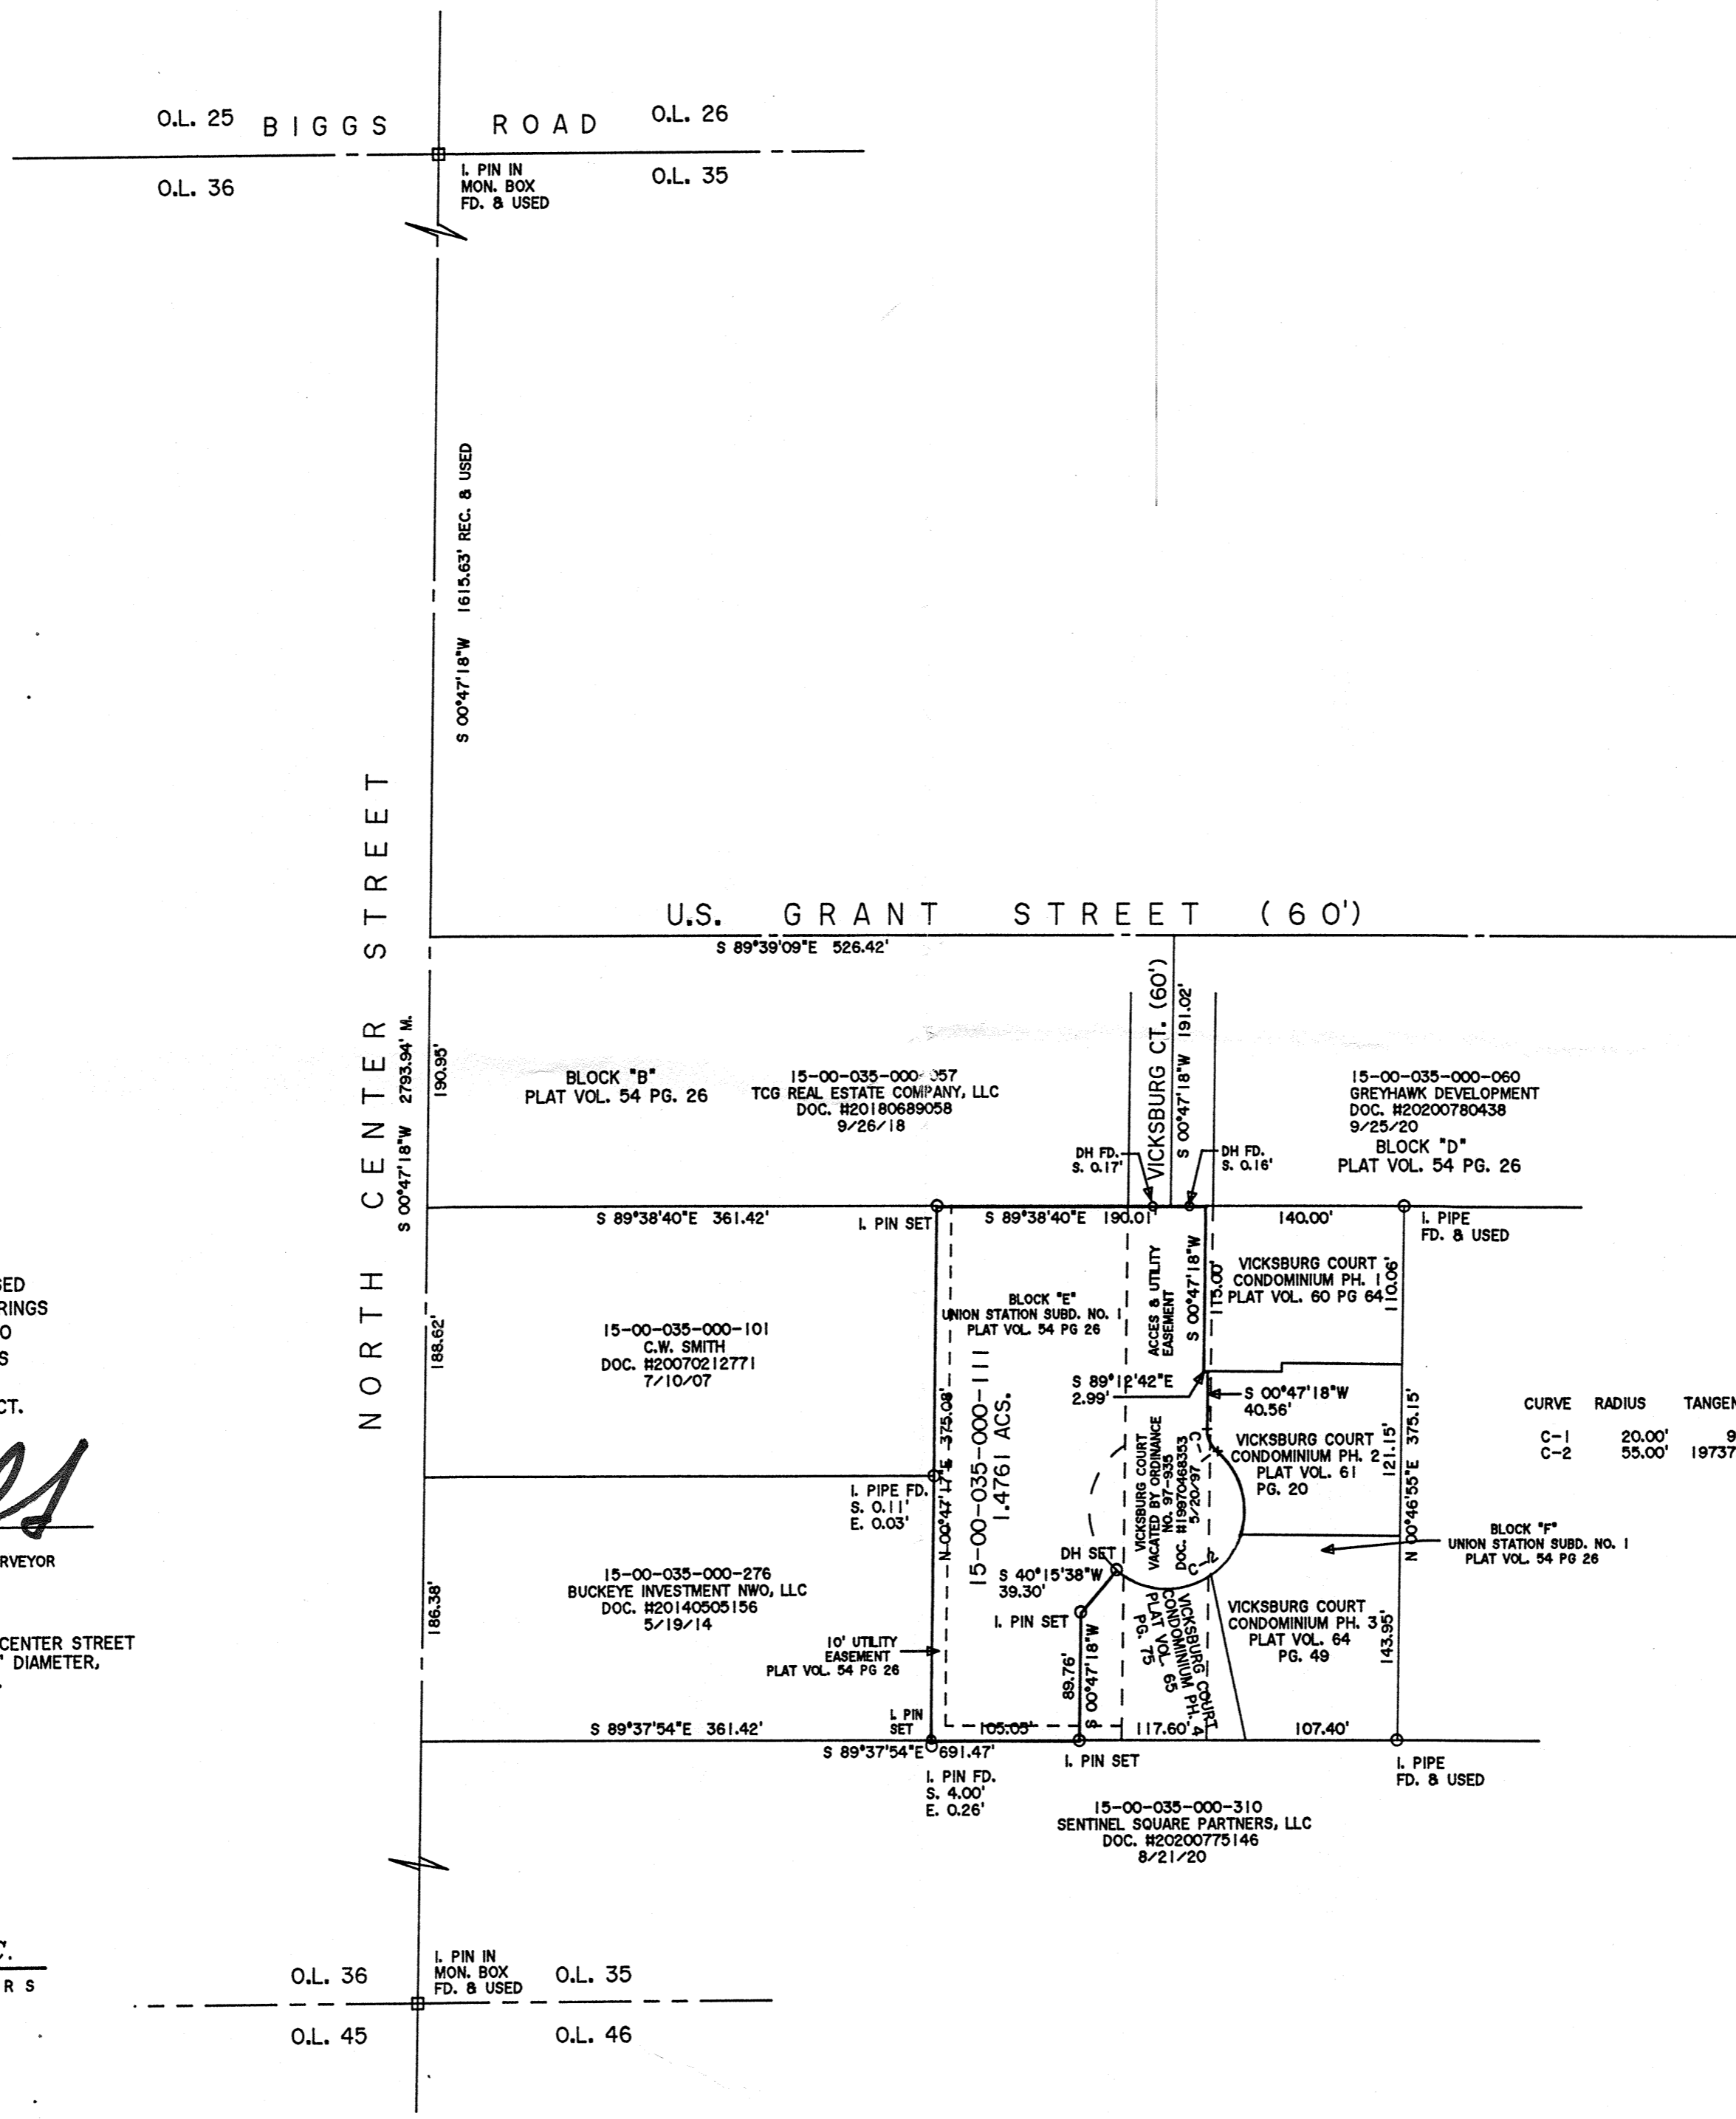 O.L. 25
BIGGS ROAD
O.L. 26
O.L. 36
I. PIN IN
MON. BOX
FD. & USED
O.L. 35
S 00°47'18"W 1615.63' REC. & USED
NORTH CENTER STREET
S 00°47'18"W 2793.94' M.
U.S. GRANT STREET (60')
S 89°39'09"E 526.42'
190.95'
BLOCK "B"
PLAT VOL. 54 PG. 26
TCG REAL ESTATE COMPANY, LLC
DOC. #20180689058
9/26/18
VICKSBURG CT. (60')
S 00°47'18"W 191.02'
DH FD.
S. 0.17'
DH FD.
S. 0.16'
15-00-035-000-060
GREYHAWK DEVELOPMENT
DOC. #20200780438
9/25/20
BLOCK "D"
PLAT VOL. 54 PG. 26
S 89°38'40"E 361.42'
I. PIN SET
S 89°38'40"E 190.01'
140.00'
I. PIPE
FD. & USED
188.62'
15-00-035-000-101
C.W. SMITH
DOC. #20070212771
7/10/07
BLOCK "E"
UNION STATION SUBD. NO. 1
PLAT VOL. 54 PG 26
ACCES & UTILITY
EASEMENT
S 00°47'18"W
115.00'
VICKSBURG COURT
CONDOMINIUM PH. 1
PLAT VOL. 60 PG 64
110.06'
N 00°47'17"E 375.08'
15-00-035-000-111
1.4761 ACS.
S 89°12'42"E
2.99'
S 00°47'18"W
40.56'
VICKSBURG COURT
VACATED BY ORDINANCE
NO. 97-935
DOC. #19970468353
5/20/97
C-1
C-2
VICKSBURG COURT
CONDOMINIUM PH. 2
PLAT VOL. 61
PG. 20
121.15'
N 00°46'55"E 375.15'
CURVE RADIUS TANGEN
C-1 20.00' 9
C-2 55.00' 19737
I. PIPE FD.
S. 0.11'
E. 0.03'
BLOCK "F"
UNION STATION SUBD. NO. 1
PLAT VOL. 54 PG 26
186.38'
15-00-035-000-276
BUCKEYE INVESTMENT NWO, LLC
DOC. #20140505156
5/19/14
DH SET
S 40°15'38"W
39.30'
I. PIN SET
89.76'
S 00°47'18"W
VICKSBURG COURT
CONDOMINIUM PH. 4
PLAT VOL. 65
PG. 75
VICKSBURG COURT
CONDOMINIUM PH. 3
PLAT VOL. 64
PG. 49
143.95'
10' UTILITY
EASEMENT
PLAT VOL. 54 PG 26
S 89°37'54"E 361.42'
I. PIN
SET
105.05'
117.60'
107.40'
S 89°37'54"E 691.47'
I. PIN SET
I. PIPE
FD. & USED
I. PIN FD.
S. 4.00'
E. 0.26'
15-00-035-000-310
SENTINEL SQUARE PARTNERS, LLC
DOC. #20200775146
8/21/20
SED
RINGS
O
S
CT.
RVEYOR
CENTER STREET
" DIAMETER,
C.
R S
O.L. 36
I. PIN IN
MON. BOX
FD. & USED
O.L. 35
O.L. 45
O.L. 46